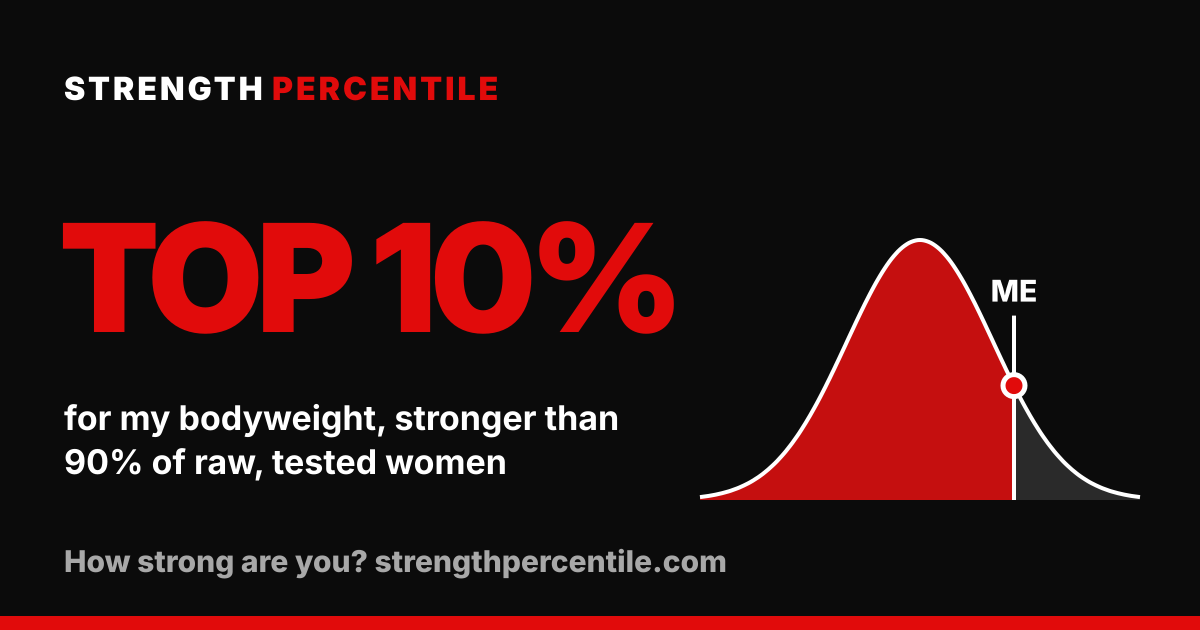 STRENGTH PERCENTILE
TOP 10%
ME
for my bodyweight, stronger than
90% of raw, tested women
How strong are you? strengthpercentile.com